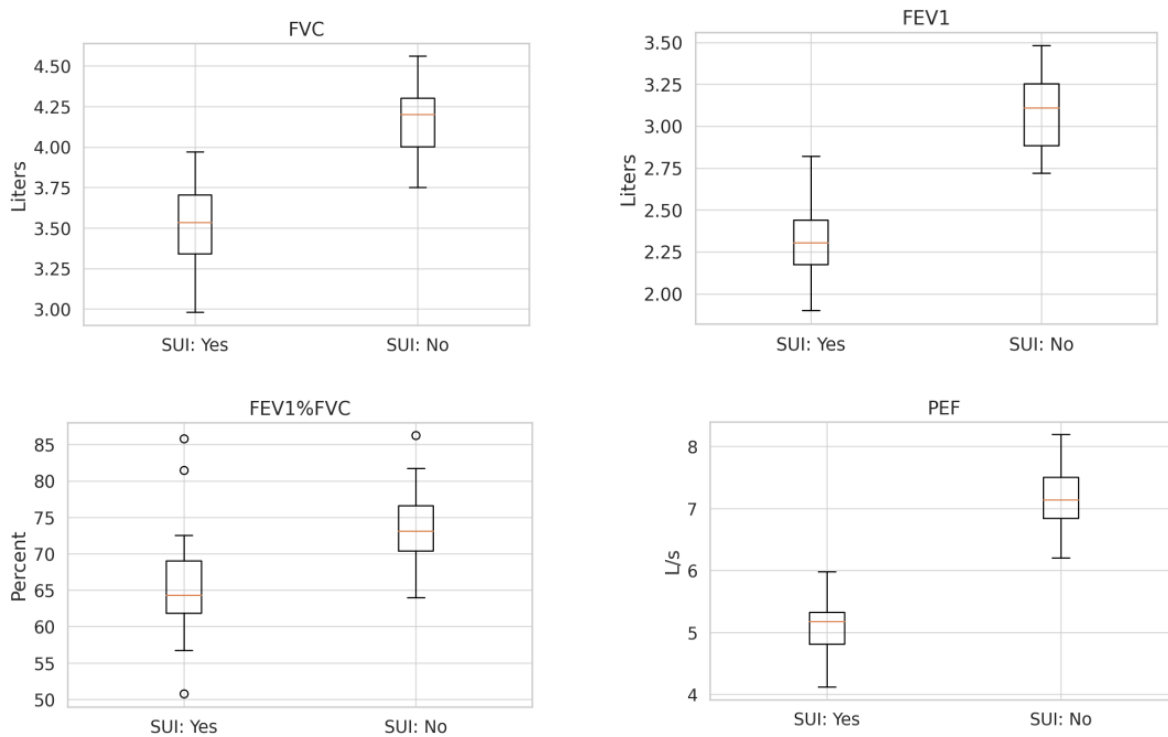 FVC
4.50
4.25
4.00
3.75
3.50
3.25
3.00
Liters
SUI: Yes SUI: No
FEV1
3.50
3.25
3.00
2.75
2.50
2.25
2.00
Liters
SUI: Yes SUI: No
FEV1%FVC
85
80
75
70
65
60
55
50
Percent
SUI: Yes SUI: No
PEF
8
7
6
5
4
L/s
SUI: Yes SUI: No